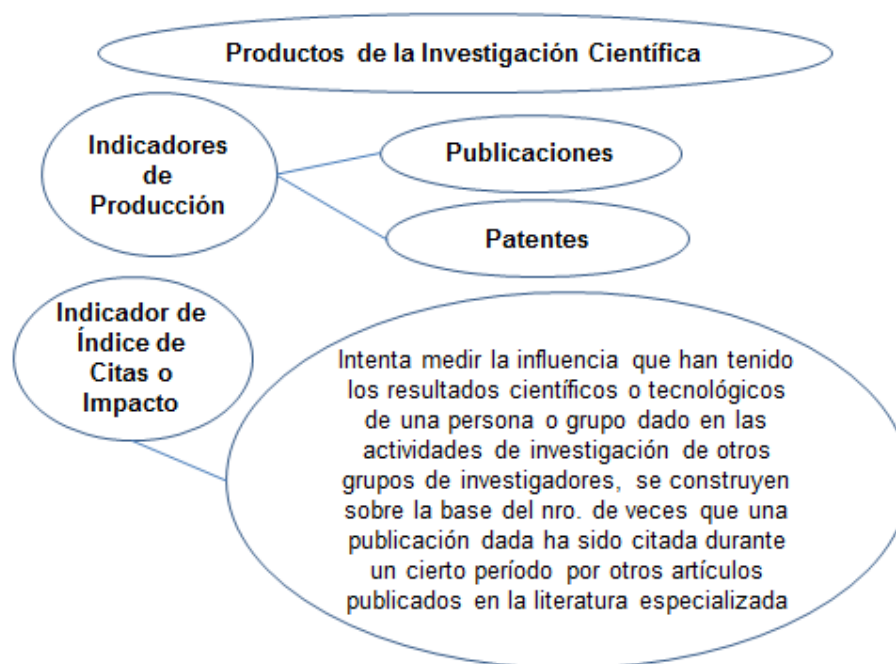 Productos de la Investigación Científica
Indicadores
de
Producción
Publicaciones
Patentes
Indicador de
Índice de
Citas o
Impacto
Intenta medir la influencia que han tenido
los resultados científicos o tecnológicos
de una persona o grupo dado en las
actividades de investigación de otros
grupos de investigadores, se construyen
sobre la base del nro. de veces que una
publicación dada ha sido citada durante
un cierto período por otros artículos
publicados en la literatura especializada